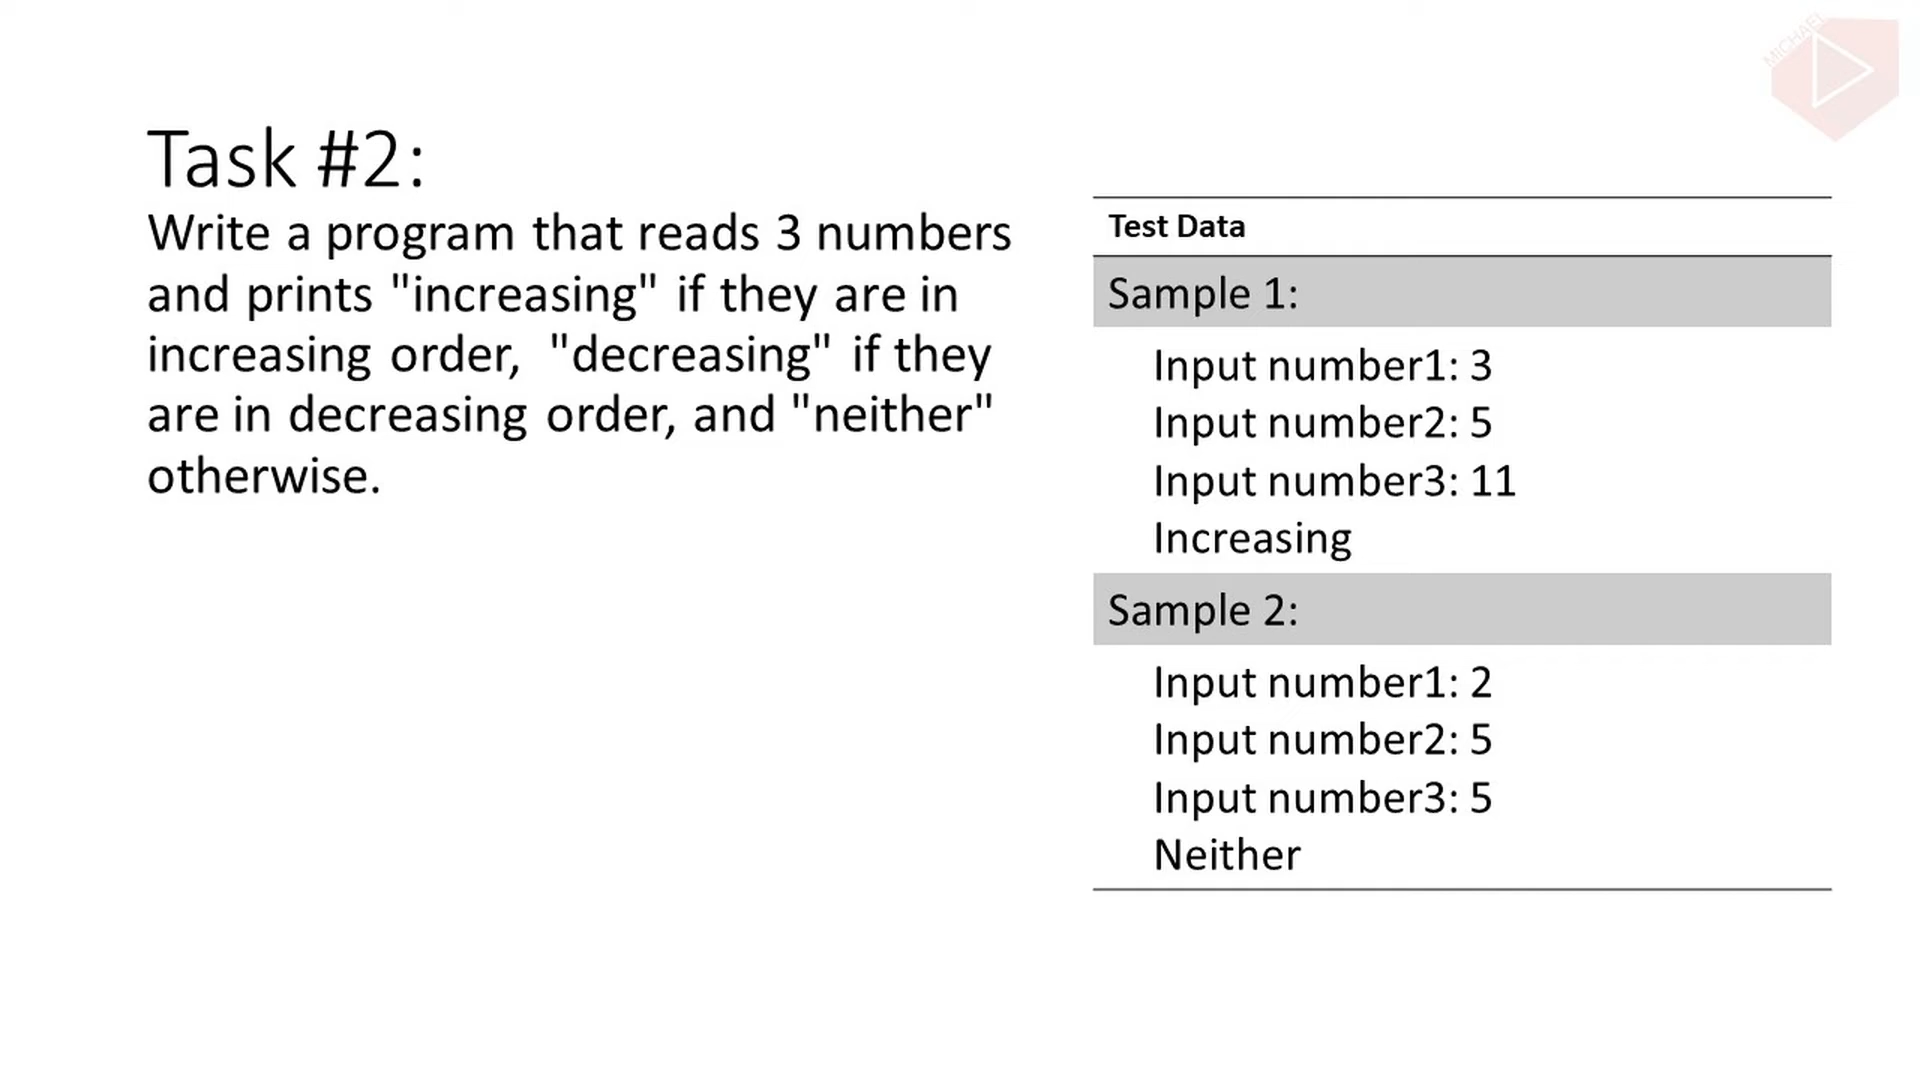 MICHAEL
Task #2:
Write a program that reads 3 numbers
and prints "increasing" if they are in
increasing order, "decreasing" if they
are in decreasing order, and "neither"
otherwise.
Test Data
Sample 1:
Input number1: 3
Input number2: 5
Input number3: 11
Increasing
Sample 2:
Input number1: 2
Input number2: 5
Input number3: 5
Neither